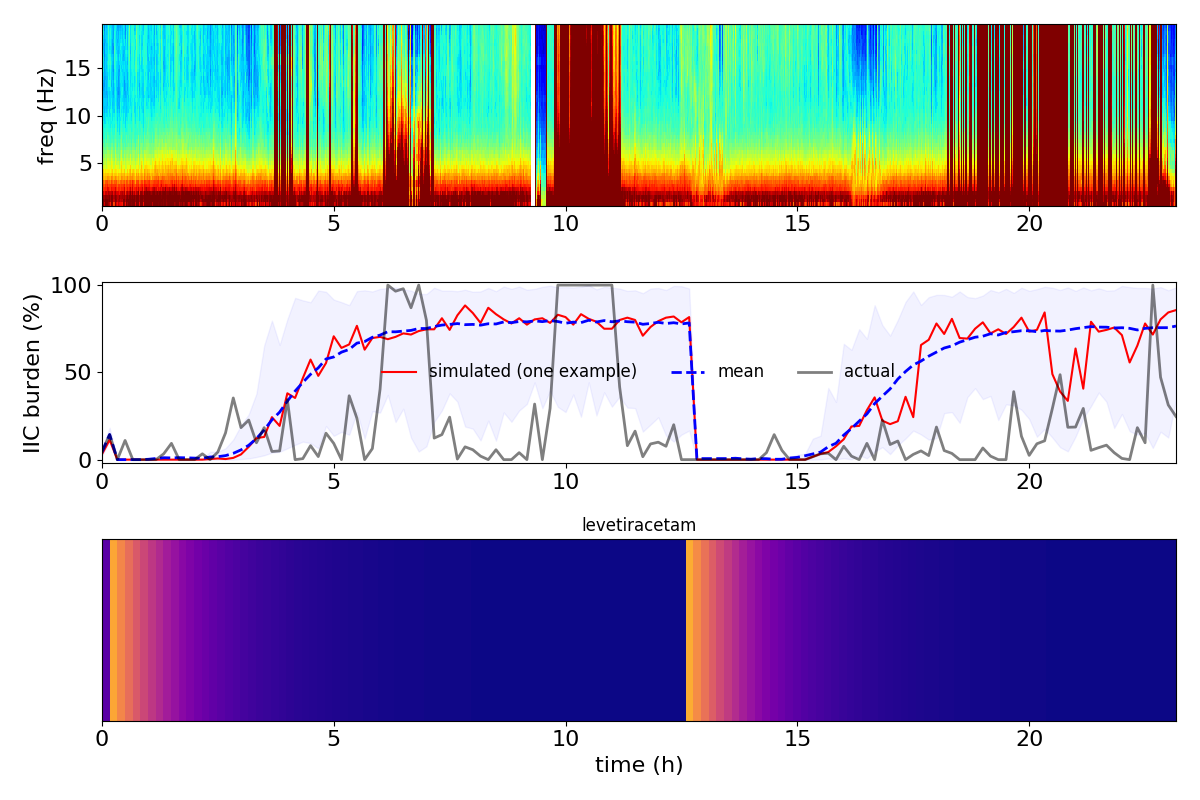 freq (Hz)
15
10
5
0 5 10 15 20
IIC burden (%)
100
50
0
simulated (one example) mean actual
0 5 10 15 20
levetiracetam
0 5 10 15 20
time (h)